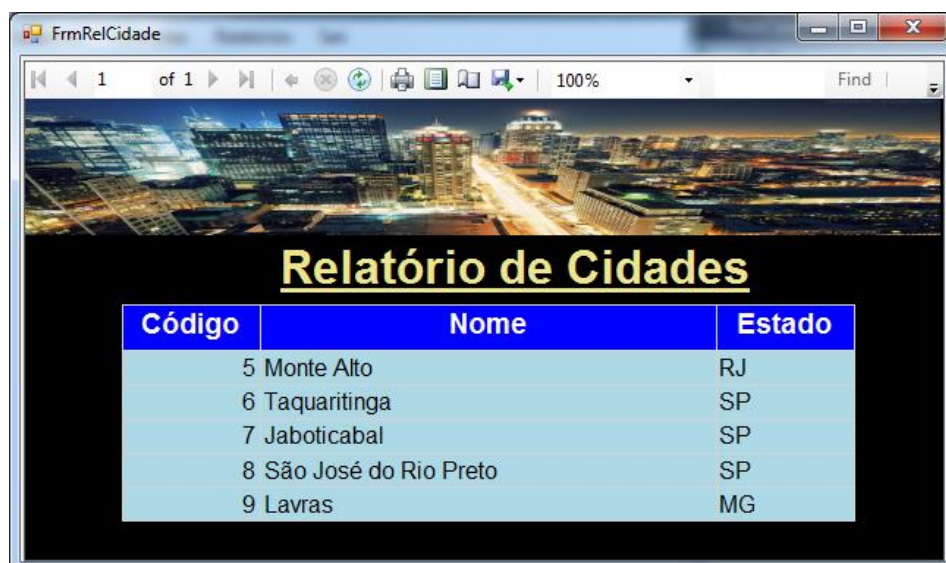 FrmRelCidade
1 of 1 100% Find
Relatório de Cidades
Código Nome Estado
5 Monte Alto RJ
6 Taquaritinga SP
7 Jaboticabal SP
8 São José do Rio Preto SP
9 Lavras MG